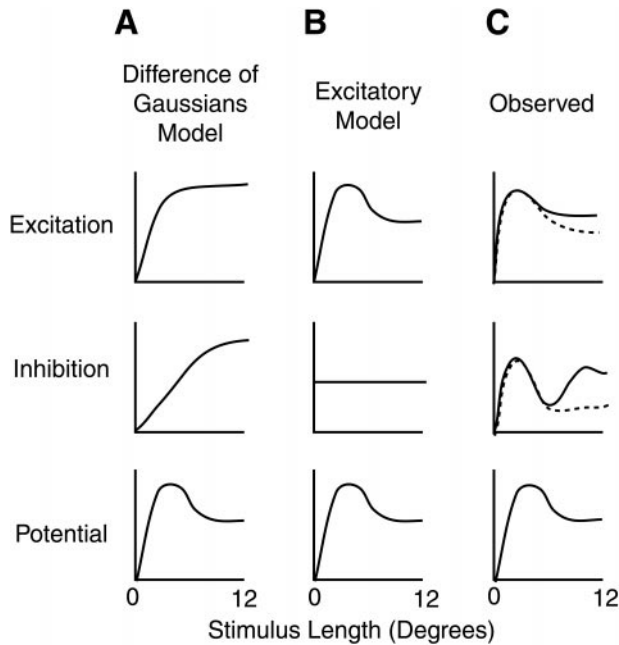 A
B
C
Difference of
Gaussians
Model
Excitatory
Model
Observed
Excitation
Inhibition
Potential
0
12
0
12
0
12
Stimulus Length (Degrees)